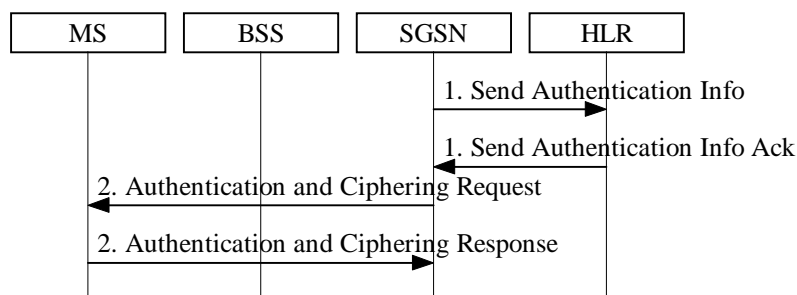 MS BSS SGSN HLR
1. Send Authentication Info
1. Send Authentication Info Ack
2. Authentication and Ciphering Request
2. Authentication and Ciphering Response